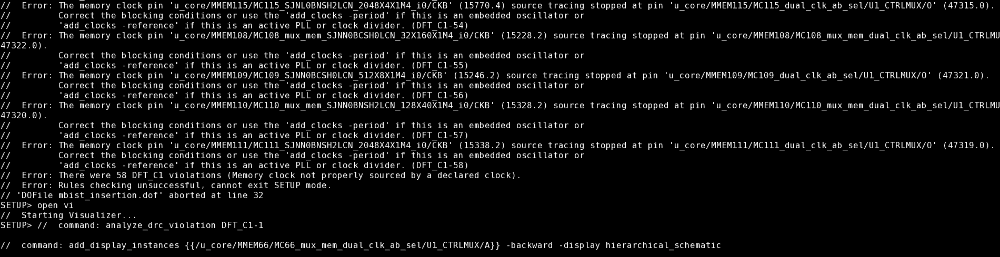 //  Error: The memory clock pin 'u_core/MMEM115/MC115_SJNL0BNSH2LCN_2048X4X1M4_i0/CKB' (15770.4) source tracing stopped at pin 'u_core/MMEM115/MC115_dual_clk_ab_sel/U1_CTRLMUX/O' (47315.0).
//         Correct the blocking conditions or use the 'add_clocks -period' if this is an embedded oscillator or
//         'add_clocks -reference' if this is an active PLL or clock divider. (DFT_C1-54)
//  Error: The memory clock pin 'u_core/MMEM108/MC108_mux_mem_SJNN0BCSH0LCN_32X160X1M4_i0/CKB' (15228.2) source tracing stopped at pin 'u_core/MMEM108/MC108_mux_mem_dual_clk_ab_sel/U1_CTRLMU
47322.0).
//         Correct the blocking conditions or use the 'add_clocks -period' if this is an embedded oscillator or
//         'add_clocks -reference' if this is an active PLL or clock divider. (DFT_C1-55)
//  Error: The memory clock pin 'u_core/MMEM109/MC109_SJNN0BCSH0LCN_512X8X1M4_i0/CKB' (15246.2) source tracing stopped at pin 'u_core/MMEM109/MC109_dual_clk_ab_sel/U1_CTRLMUX/O' (47321.0).
//         Correct the blocking conditions or use the 'add_clocks -period' if this is an embedded oscillator or
//         'add_clocks -reference' if this is an active PLL or clock divider. (DFT_C1-56)
//  Error: The memory clock pin 'u_core/MMEM110/MC110_mux_mem_SJNN0BNSH2LCN_128X40X1M4_i0/CKB' (15328.2) source tracing stopped at pin 'u_core/MMEM110/MC110_mux_mem_dual_clk_ab_sel/U1_CTRLMU
47320.0).
//         Correct the blocking conditions or use the 'add_clocks -period' if this is an embedded oscillator or
//         'add_clocks -reference' if this is an active PLL or clock divider. (DFT_C1-57)
//  Error: The memory clock pin 'u_core/MMEM111/MC111_SJNN0BNSH2LCN_2048X4X1M4_i0/CKB' (15338.2) source tracing stopped at pin 'u_core/MMEM111/MC111_dual_clk_ab_sel/U1_CTRLMUX/O' (47319.0).
//         Correct the blocking conditions or use the 'add_clocks -period' if this is an embedded oscillator or
//         'add_clocks -reference' if this is an active PLL or clock divider. (DFT_C1-58)
//  Error: There were 58 DFT_C1 violations (Memory clock not properly sourced by a declared clock).
//  Error: Rules checking unsuccessful, cannot exit SETUP mode.
// 'DOFile mbist_insertion.dof' aborted at line 32
SETUP> open vi
//  Starting Visualizer...
SETUP> //  command: analyze_drc_violation DFT_C1-1
//  command: add_display_instances {{/u_core/MMEM66/MC66_mux_mem_dual_clk_ab_sel/U1_CTRLMUX/A}} -backward -display hierarchical_schematic